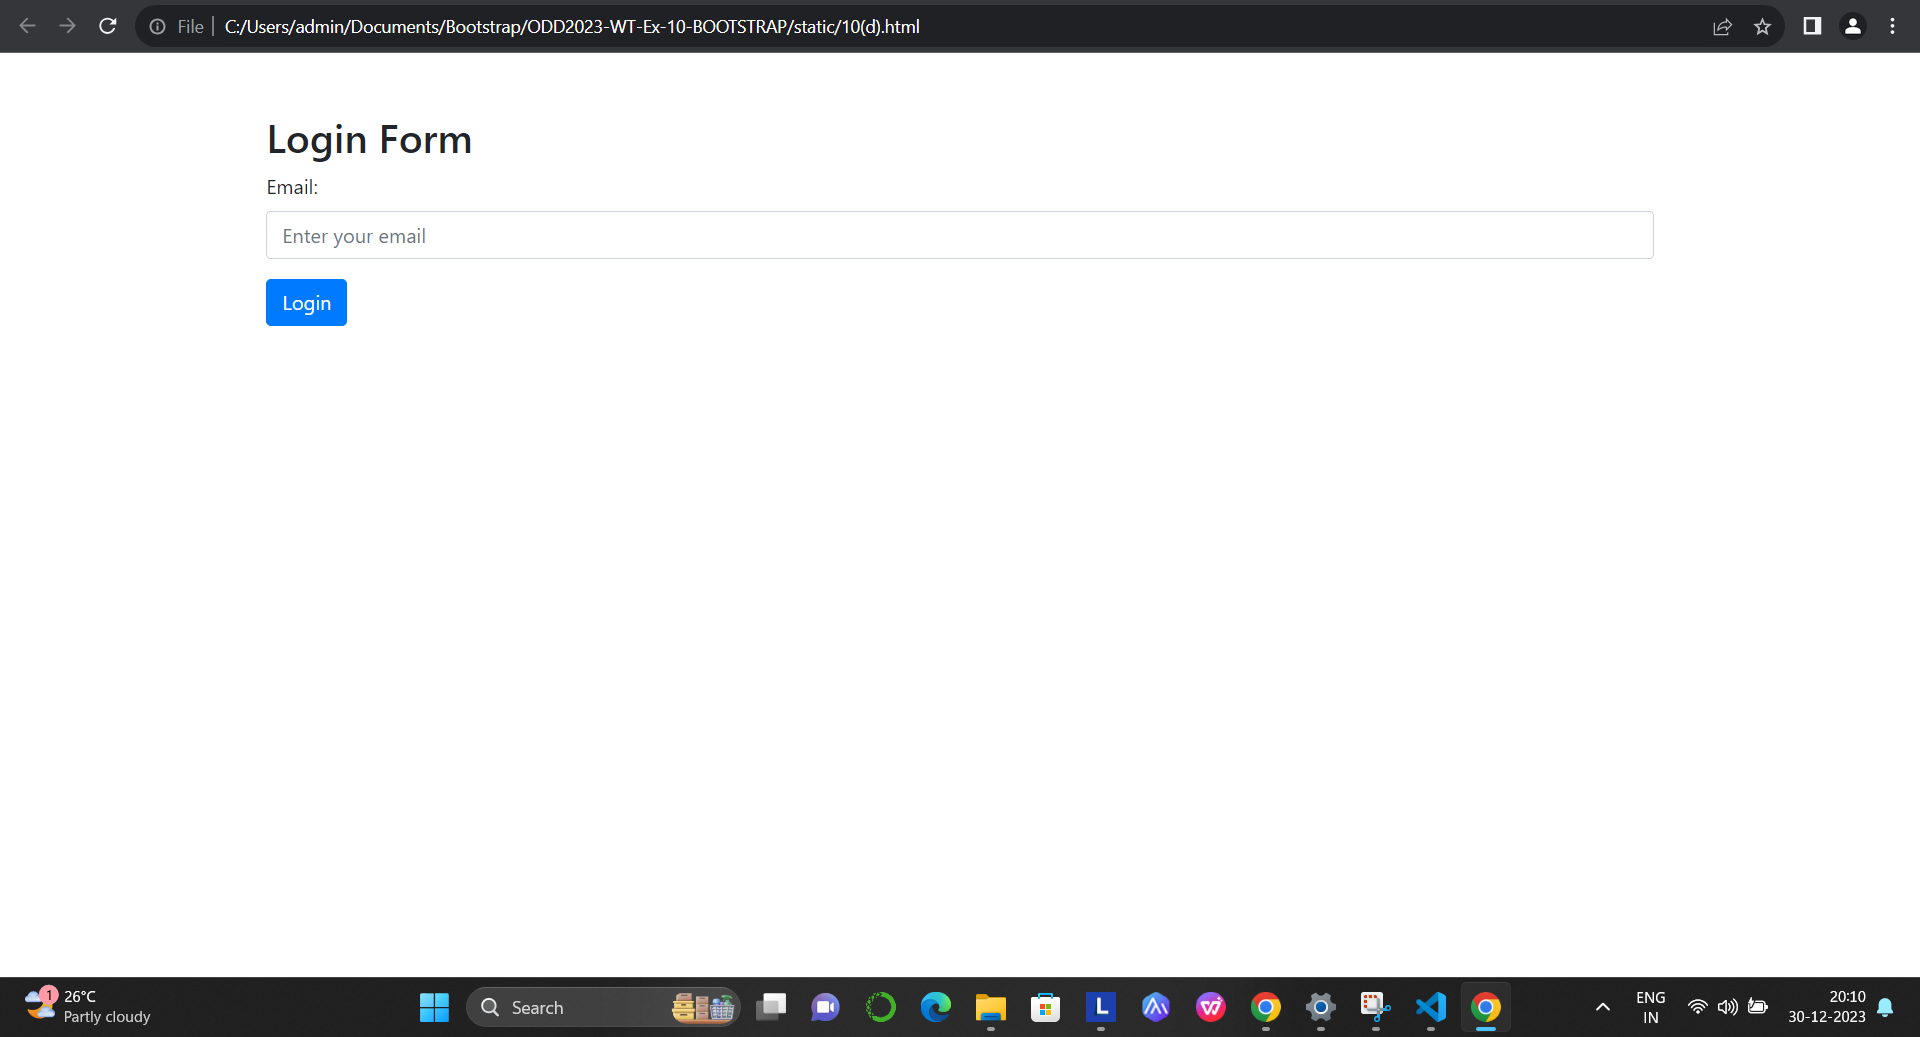 File C:/Users/admin/Documents/Bootstrap/ODD2023-WT-Ex-10-BOOTSTRAP/static/10(d).html
Login Form
Email:
Enter your email
Login
1
26°C
Partly cloudy
Search
L
ENG
IN
20:10
30-12-2023